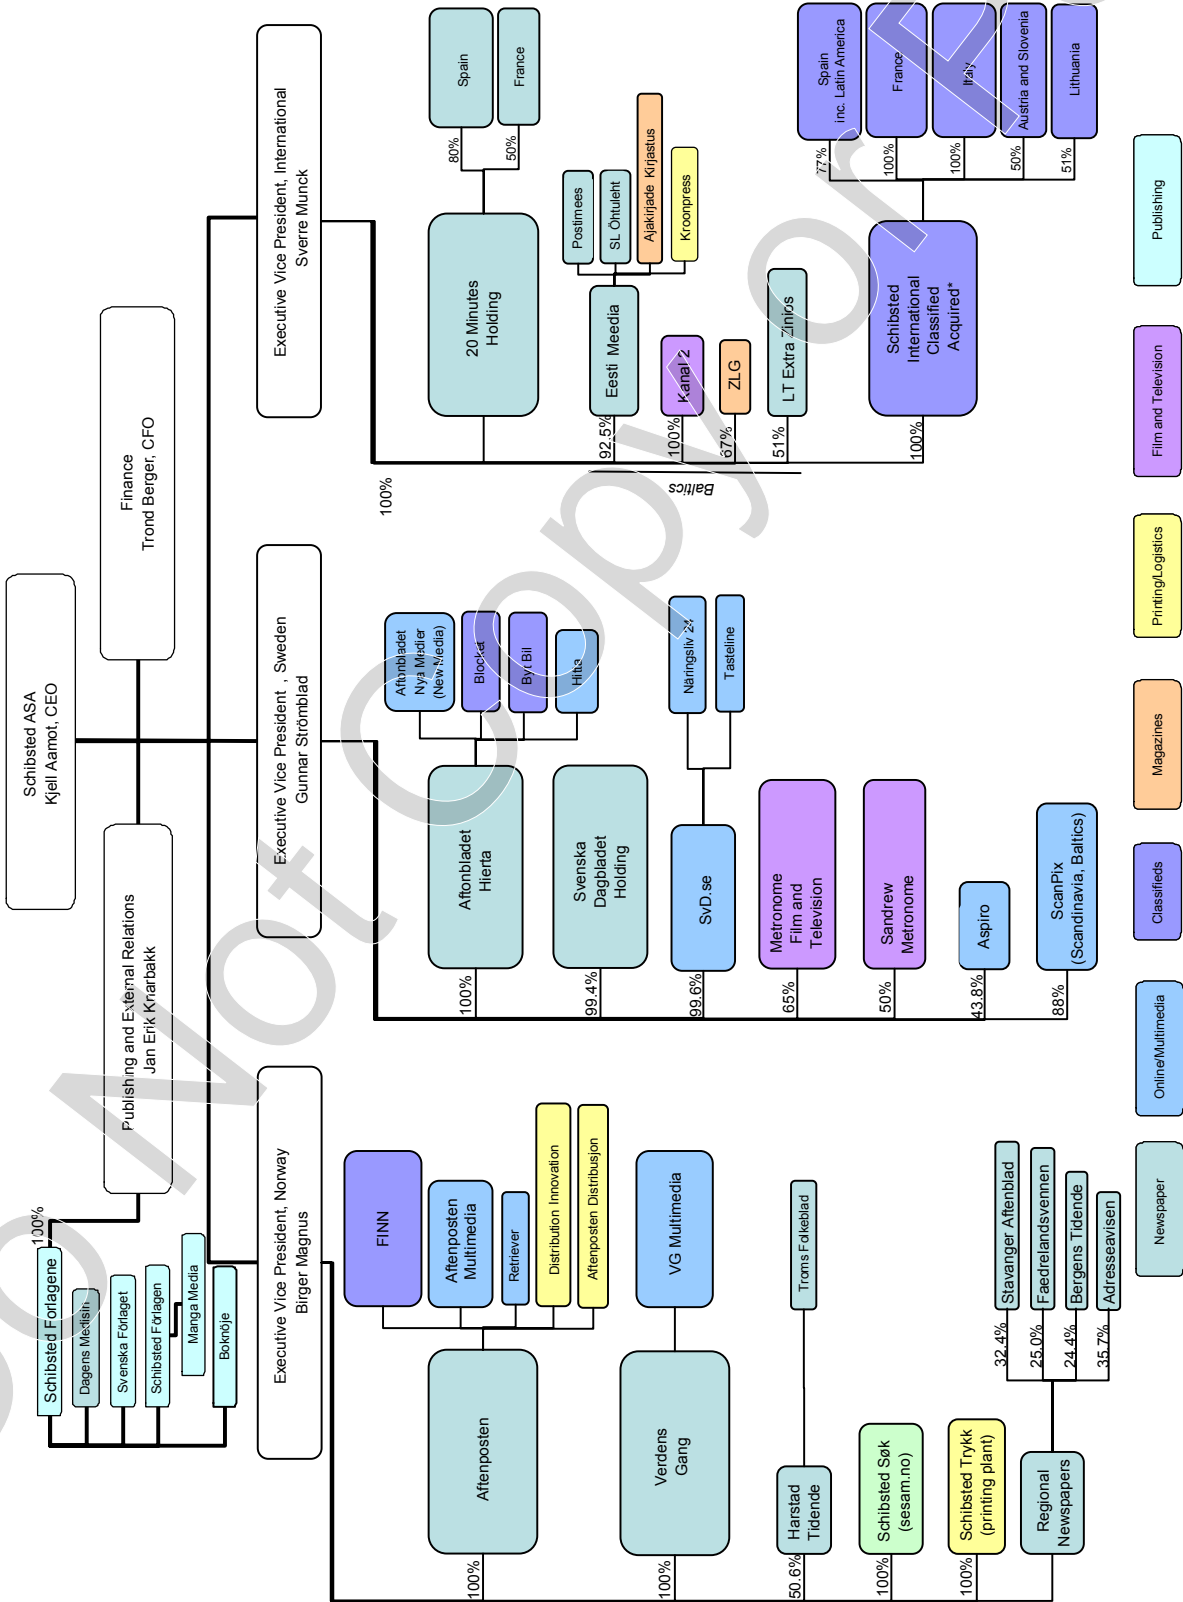 Schibsted ASA
Kjell Aamot, CEO
Publishing and External Relations
Jan Erik Knarbakk
Finance
Trond Berger, CFO
100%
Schibsted Forlagene
Dagens Medisin
Svenska Förlaget
Schibsted Förlagen
Manga Media
Boknöje
Executive Vice President, Norway
Birger Magnus
100%
Aftenposten
FINN
Aftenposten
Multimedia
Retriever
Distribution Innovation
Aftenposten Distribusjon
100%
Verdens
Gang
VG Multimedia
50.6%
Harstad
Tidende
Troms Folkeblad
100%
Schibsted Søk
(sesam.no)
100%
Schibsted Trykk
(printing plant)
Regional
Newspapers
32.4%
Stavanger Aftenblad
25.0%
Faedrelandsvennen
24.4%
Bergens Tidende
35.7%
Adresseavisen
Executive Vice President , Sweden
Gunnar Strömblad
100%
Aftonbladet
Hierta
Aftonbladet
Nya Medier
(New Media)
Blocket
Byt Bil
Hitta
99.4%
Svenska
Dagbladet
Holding
99.6%
SvD.se
Näringsliv 24
Tasteline
65%
Metronome
Film and
Television
50%
Sandrew
Metronome
43.8%
Aspiro
88%
ScanPix
(Scandinavia, Baltics)
Executive Vice President, International
Sverre Munck
100%
20 Minutes
Holding
80%
Spain
50%
France
Baltics
92.5%
Eesti Meedia
Postimees
SL Õhtuleht
Ajakirjade Kirjastus
Kroonpress
100%
Kanal 2
67%
ZLG
51%
LT Extra Zinios
100%
Schibsted
International
Classified
Acquired*
77%
Spain
inc. Latin America
100%
France
100%
Italy
50%
Austria and Slovenia
51%
Lithuania
Newspaper
Online/Multimedia
Classifieds
Magazines
Printing/Logistics
Film and Television
Publishing
Not Copy or